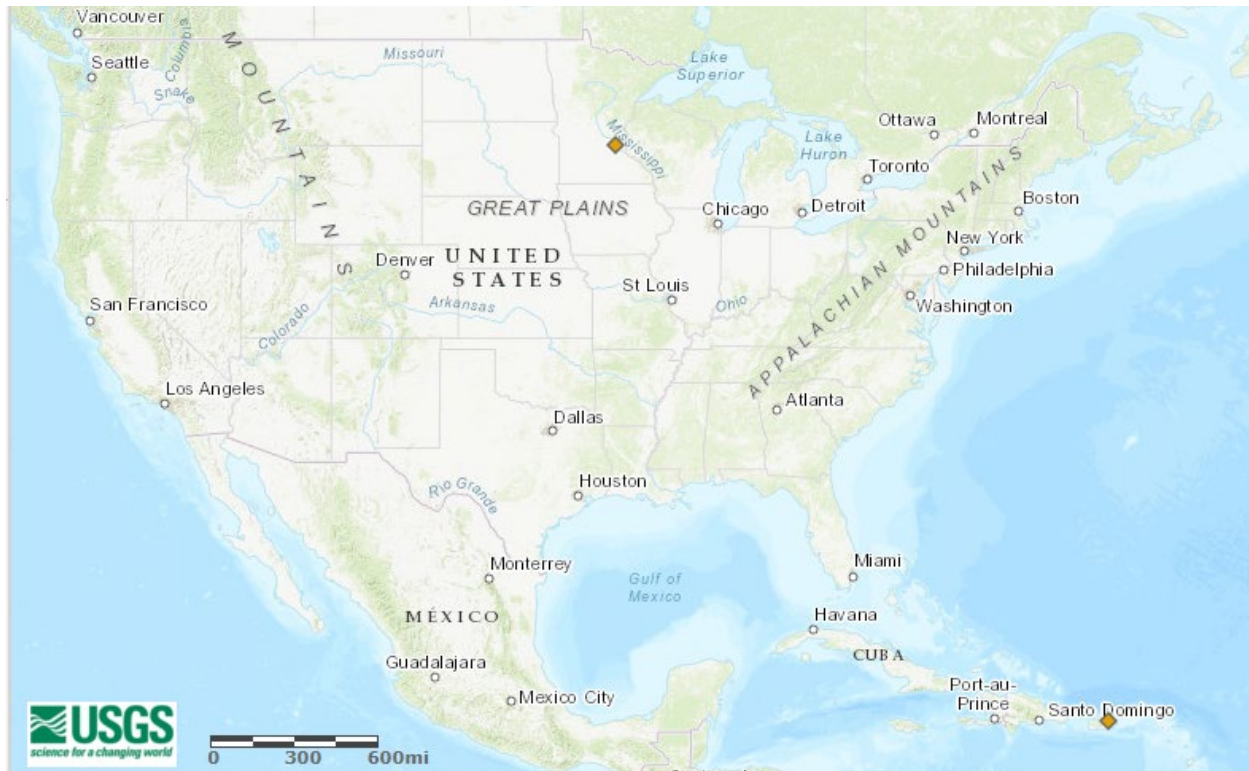 Vancouver
Seattle
Columbia
Snake
MOUNTAINS
Missouri
Lake
Superior
Mississippi
Lake
Huron
Ottawa
Montreal
Toronto
Boston
Detroit
Chicago
GREAT PLAINS
New York
Philadelphia
Washington
APPALACHIAN MOUNTAINS
UNITED
STATES
Denver
St Louis
Ohio
Arkansas
San Francisco
Colorado
Los Angeles
Atlanta
Dallas
Houston
Rio Grande
Monterrey
Gulf of
Mexico
Miami
Havana
MÉXICO
CUBA
Guadalajara
Mexico City
Port-au-
Prince
Santo Domingo
USGS
science for a changing world
0 300 600mi